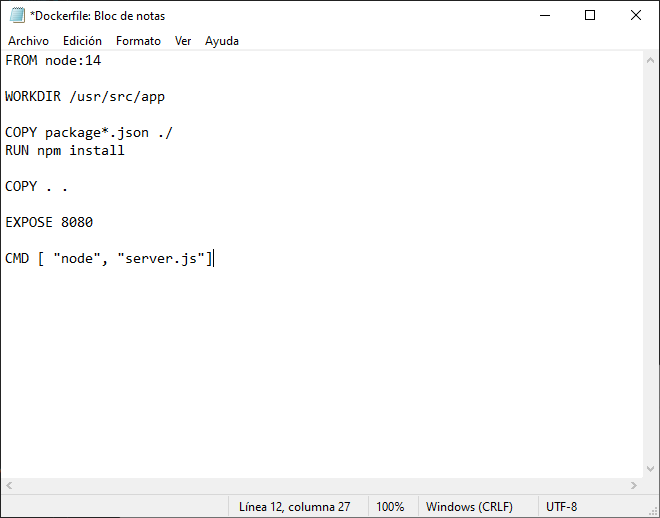 *Dockerfile: Bloc de notas
Archivo Edición Formato Ver Ayuda
FROM node:14
WORKDIR /usr/src/app
COPY package*.json ./
RUN npm install
COPY . .
EXPOSE 8080
CMD [ "node", "server.js"]
Línea 12, columna 27 100% Windows (CRLF) UTF-8